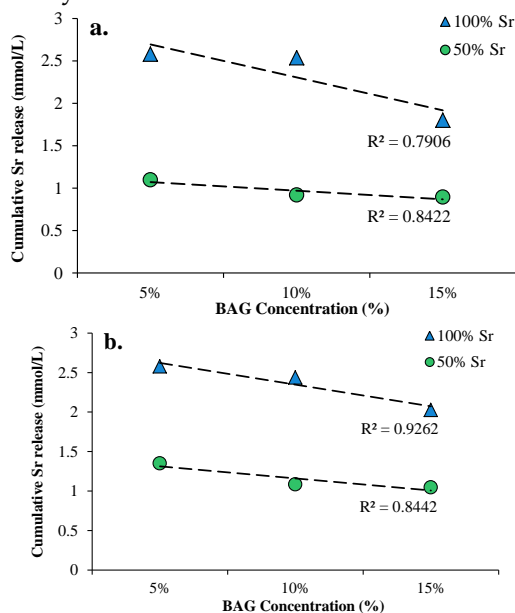 a.
100% Sr
50% Sr
Cumulative Sr release (mmol/L)
3
2.5
2
1.5
1
0.5
0
R² = 0.7906
R² = 0.8422
5% 10% 15%
BAG Concentration (%)
b.
100% Sr
50% Sr
Cumulative Sr release (mmol/L)
3
2.5
2
1.5
1
0.5
0
R² = 0.9262
R² = 0.8442
5% 10% 15%
BAG Concentration (%)